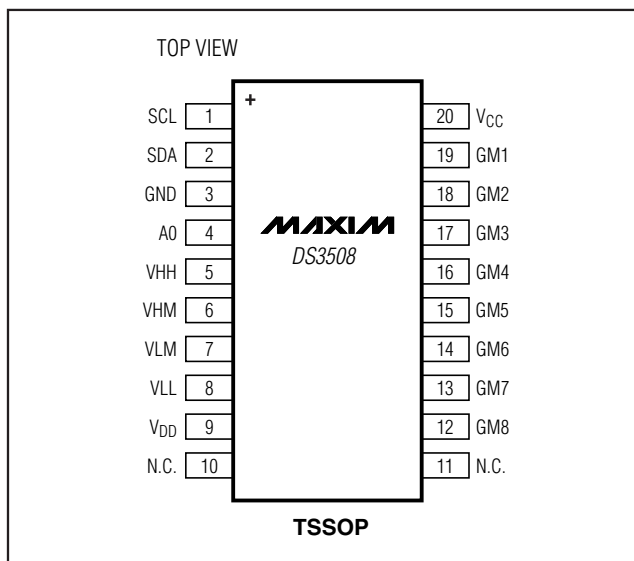 TOP VIEW
+
SCL 1
SDA 2
GND 3
A0 4
VHH 5
VHM 6
VLM 7
VLL 8
VDD 9
N.C. 10
MAXIM
DS3508
20 VCC
19 GM1
18 GM2
17 GM3
16 GM4
15 GM5
14 GM6
13 GM7
12 GM8
11 N.C.
TSSOP